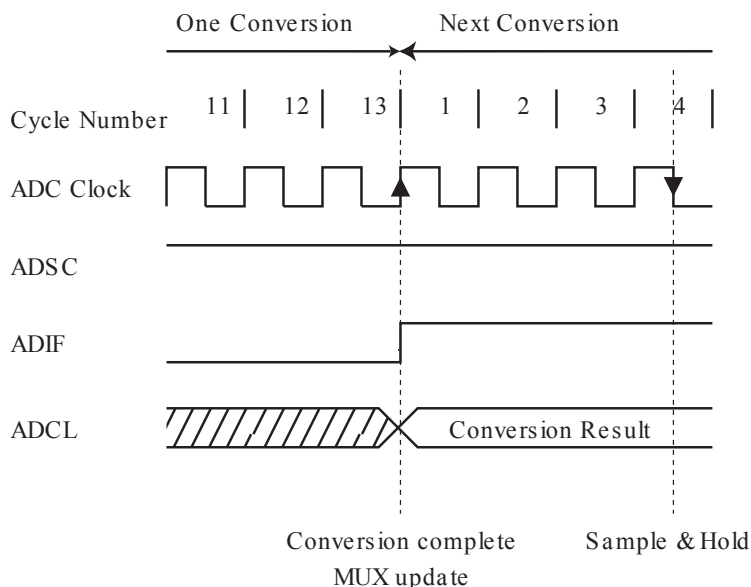 One Conversion Next Conversion
Cycle Number 11 12 13 1 2 3 4
ADC Clock
ADSC
ADIF
ADCL Conversion Result
Conversion complete Sample & Hold
MUX update